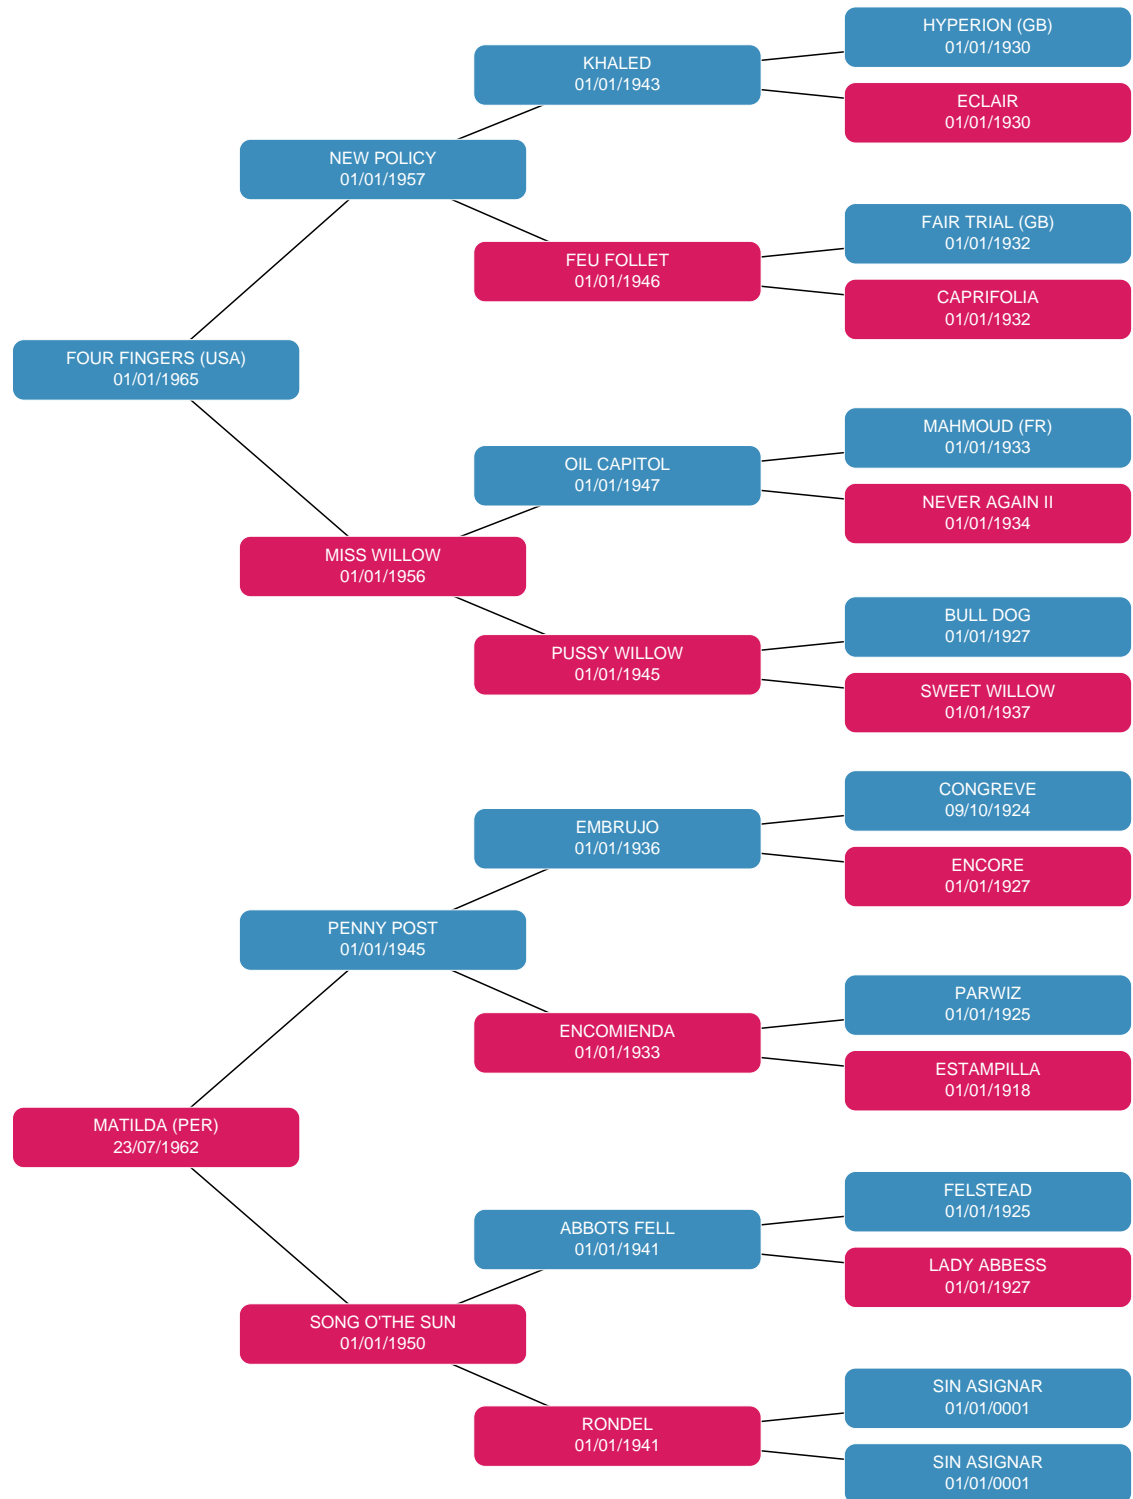 HYPERION (GB)
01/01/1930
KHALED
01/01/1943
ECLAIR
01/01/1930
NEW POLICY
01/01/1957
FAIR TRIAL (GB)
01/01/1932
FEU FOLLET
01/01/1946
CAPRIFOLIA
01/01/1932
FOUR FINGERS (USA)
01/01/1965
MAHMOUD (FR)
01/01/1933
OIL CAPITOL
01/01/1947
NEVER AGAIN II
01/01/1934
MISS WILLOW
01/01/1956
BULL DOG
01/01/1927
PUSSY WILLOW
01/01/1945
SWEET WILLOW
01/01/1937
CONGREVE
09/10/1924
EMBRUJO
01/01/1936
ENCORE
01/01/1927
PENNY POST
01/01/1945
PARWIZ
01/01/1925
ENCOMIENDA
01/01/1933
ESTAMPILLA
01/01/1918
MATILDA (PER)
23/07/1962
FELSTEAD
01/01/1925
ABBOTS FELL
01/01/1941
LADY ABBESS
01/01/1927
SONG O'THE SUN
01/01/1950
SIN ASIGNAR
01/01/0001
RONDEL
01/01/1941
SIN ASIGNAR
01/01/0001